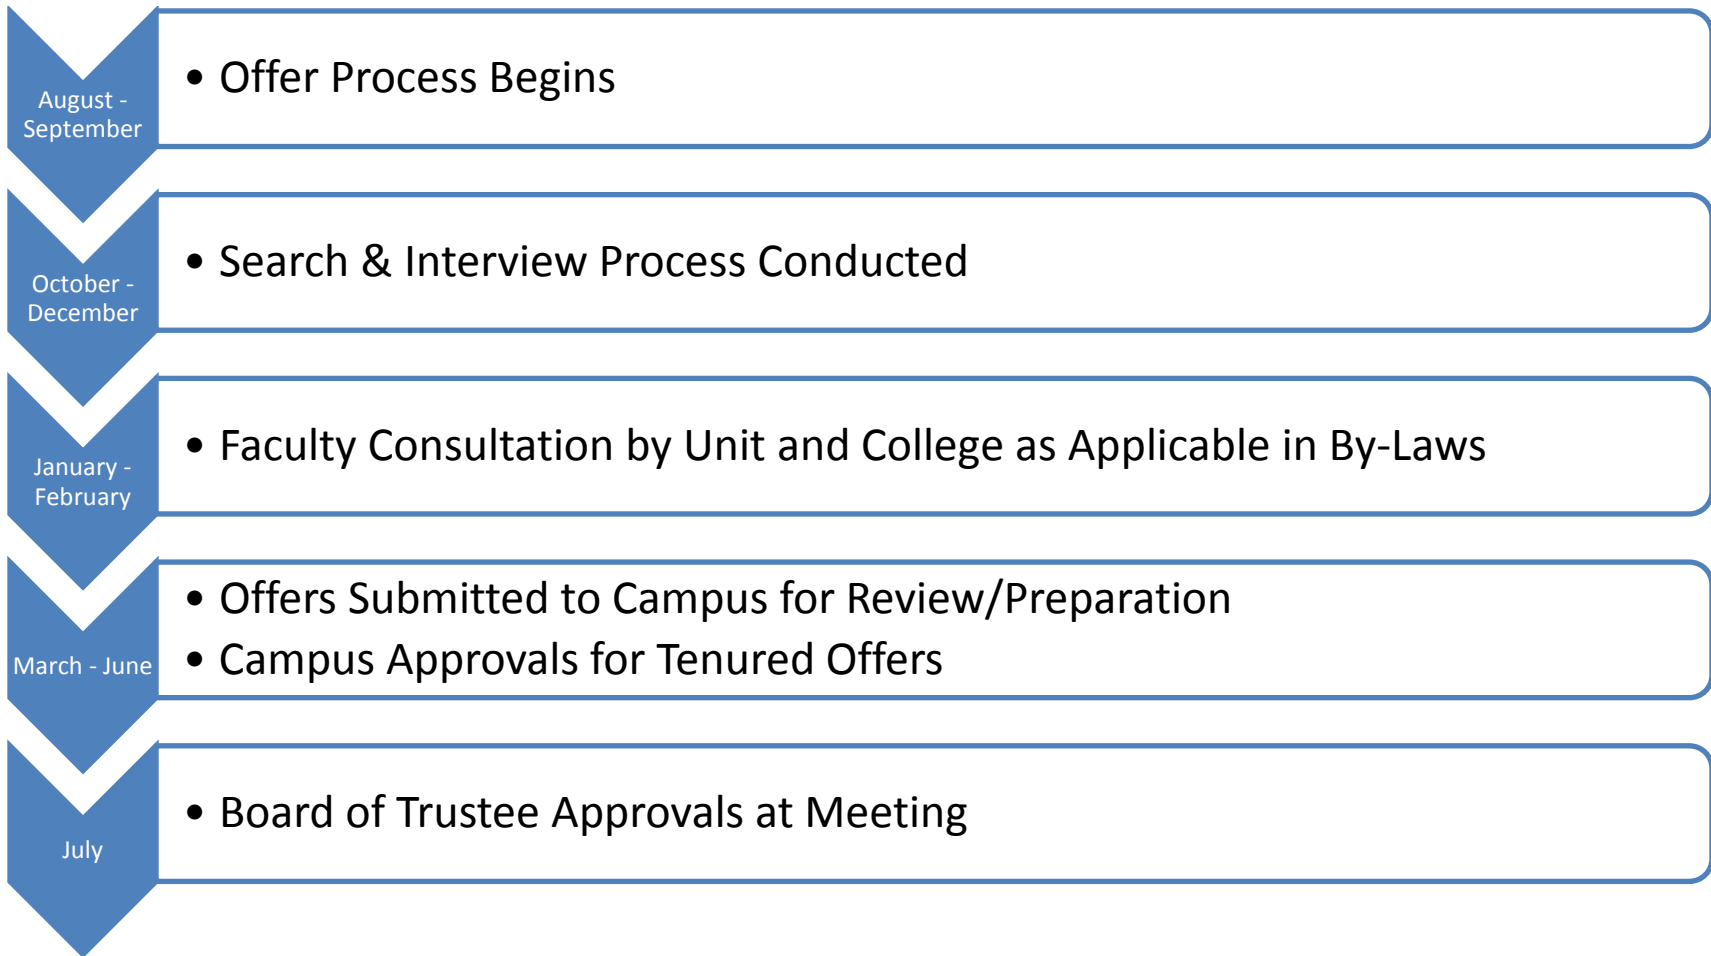 August -
September
• Offer Process Begins
October -
December
• Search & Interview Process Conducted
January -
February
• Faculty Consultation by Unit and College as Applicable in By-Laws
March - June
• Offers Submitted to Campus for Review/Preparation
• Campus Approvals for Tenured Offers
July
• Board of Trustee Approvals at Meeting